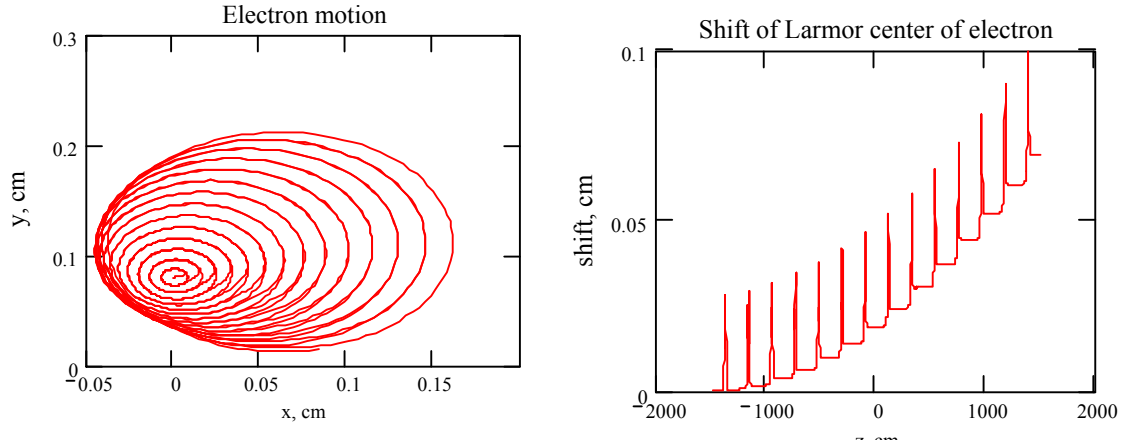 Electron motion
0.3
0.2
0.1
0
y, cm
−0.05
0
0.05
0.1
0.15
x, cm
Shift of Larmor center of electron
0.1
0.05
0
shift, cm
−2000
−1000
0
1000
2000
z, cm